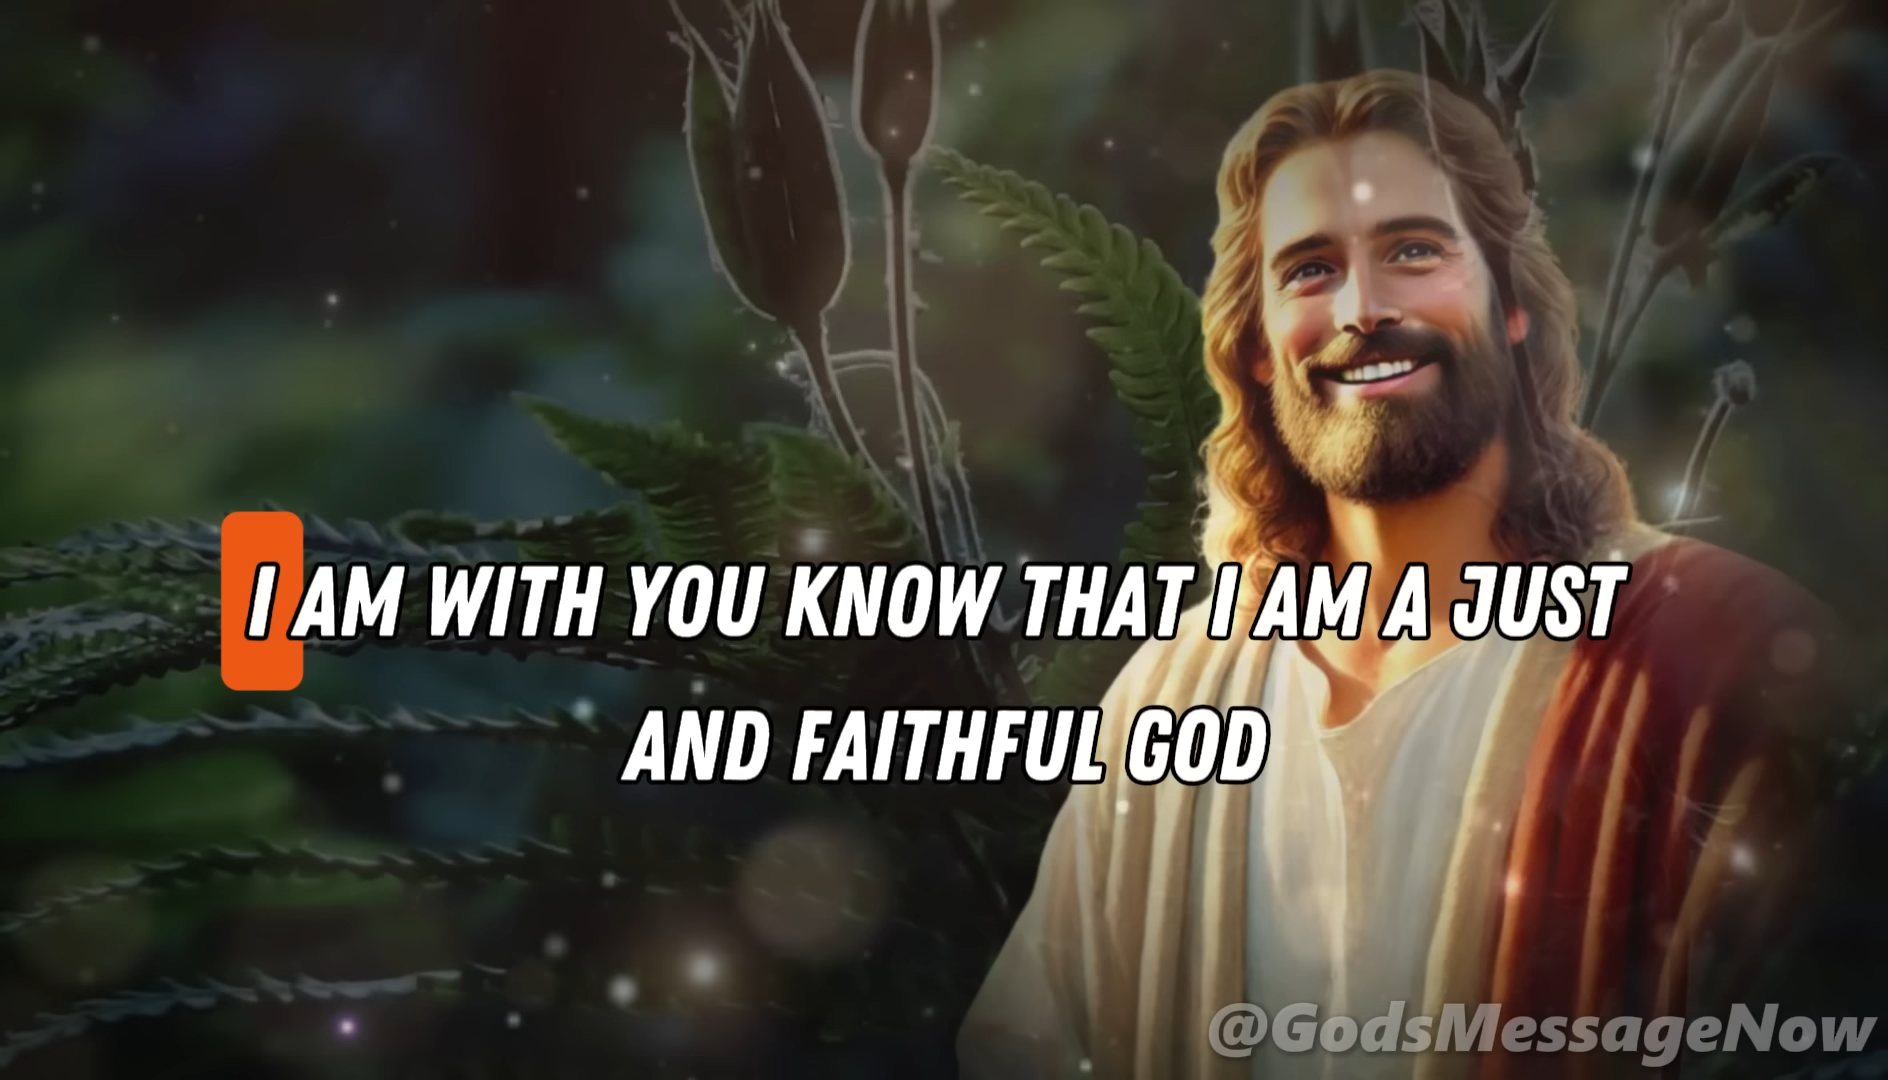 I AM WITH YOU KNOW THAT I AM A JUST
AND FAITHFUL GOD
@GodsMessageNow